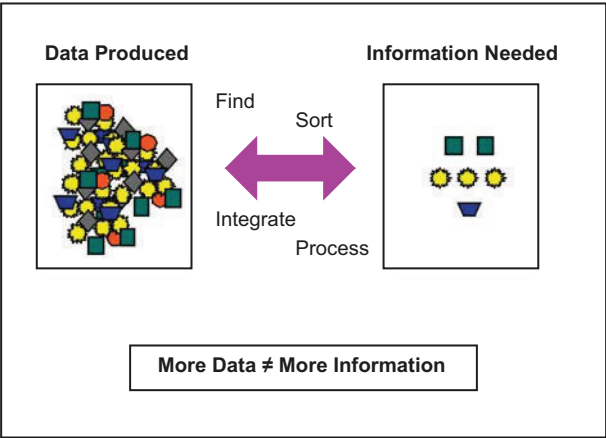 Data Produced
Information Needed
Find
Sort
Integrate
Process
More Data ≠ More Information